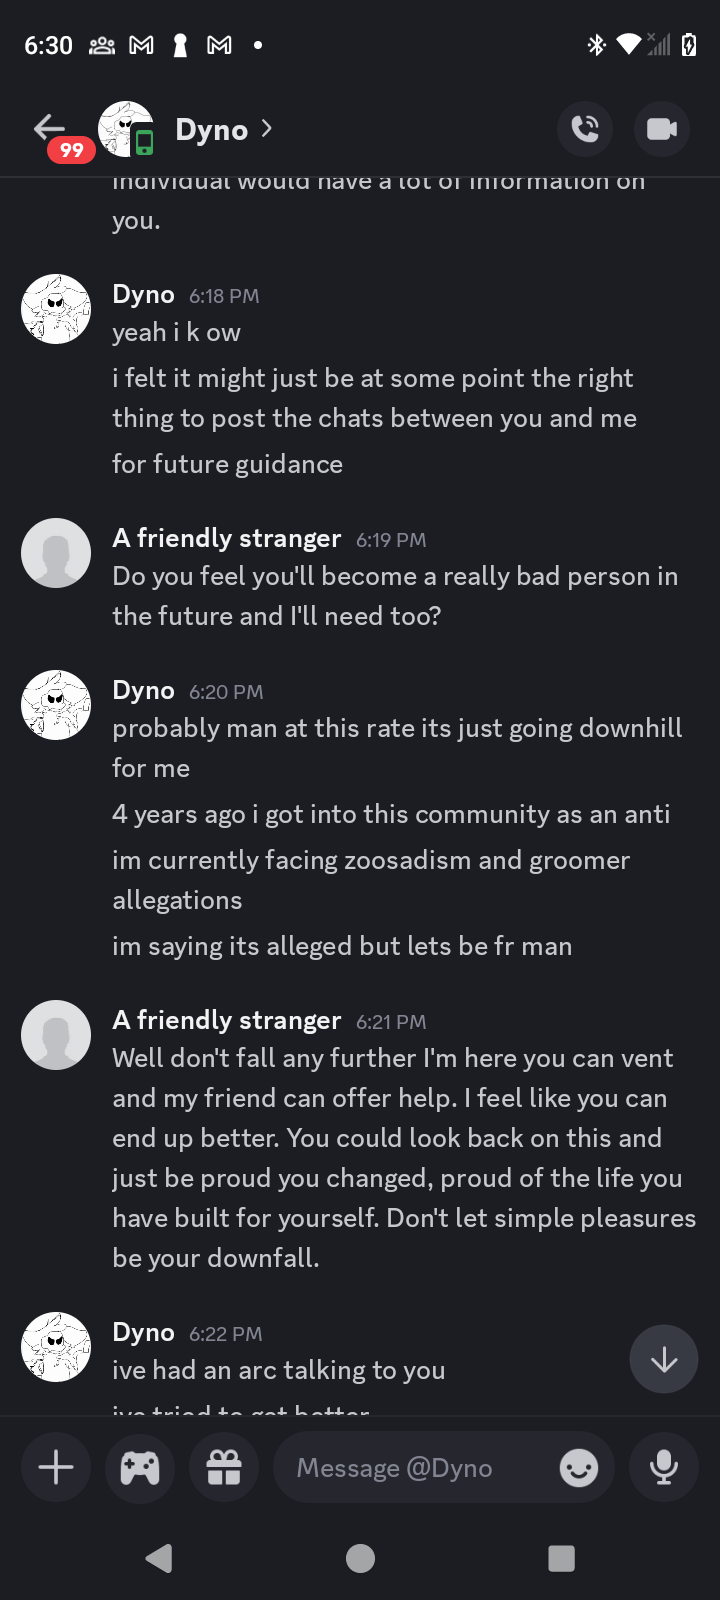 6:30
99
Dyno
individual would have a lot of information on
you.
Dyno 6:18 PM
yeah i k ow
i felt it might just be at some point the right
thing to post the chats between you and me
for future guidance
A friendly stranger 6:19 PM
Do you feel you'll become a really bad person in
the future and I'll need too?
Dyno 6:20 PM
probably man at this rate its just going downhill
for me
4 years ago i got into this community as an anti
im currently facing zoosadism and groomer
allegations
im saying its alleged but lets be fr man
A friendly stranger 6:21 PM
Well don't fall any further I'm here you can vent
and my friend can offer help. I feel like you can
end up better. You could look back on this and
just be proud you changed, proud of the life you
have built for yourself. Don't let simple pleasures
be your downfall.
Dyno 6:22 PM
ive had an arc talking to you
ive tried to get better
Message @Dyno